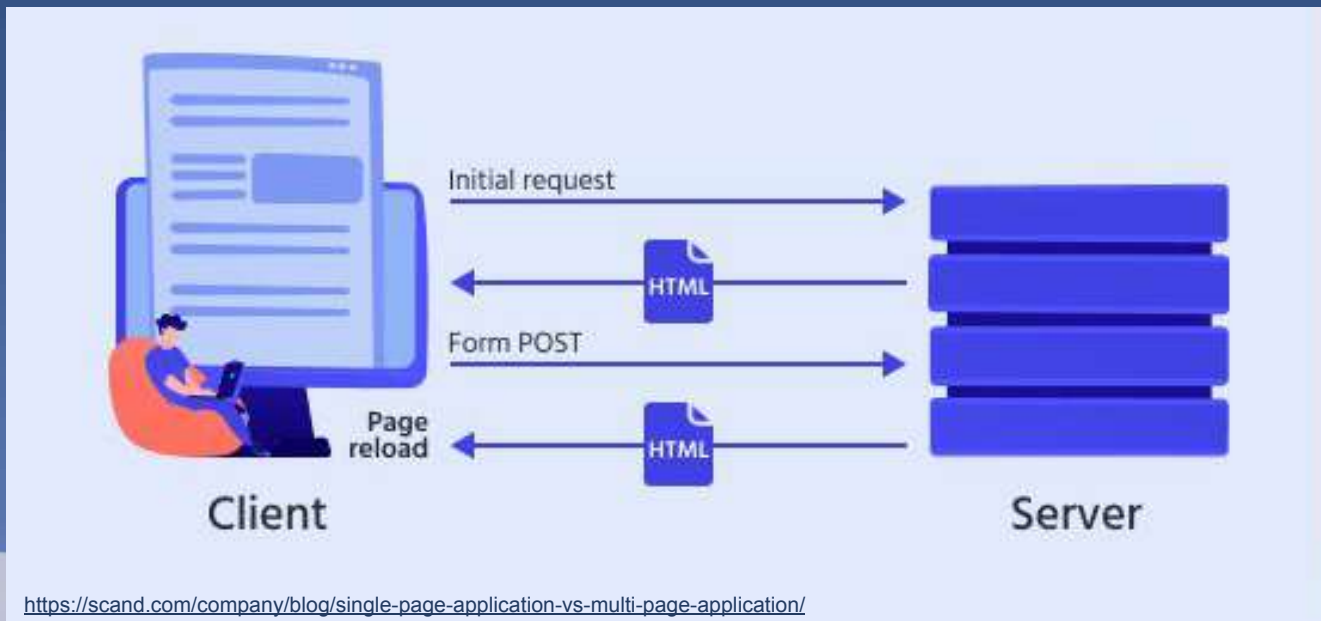 Initial request
HTML
Form POST
Page
reload
HTML
Client
Server
https://scand.com/company/blog/single-page-application-vs-multi-page-application/